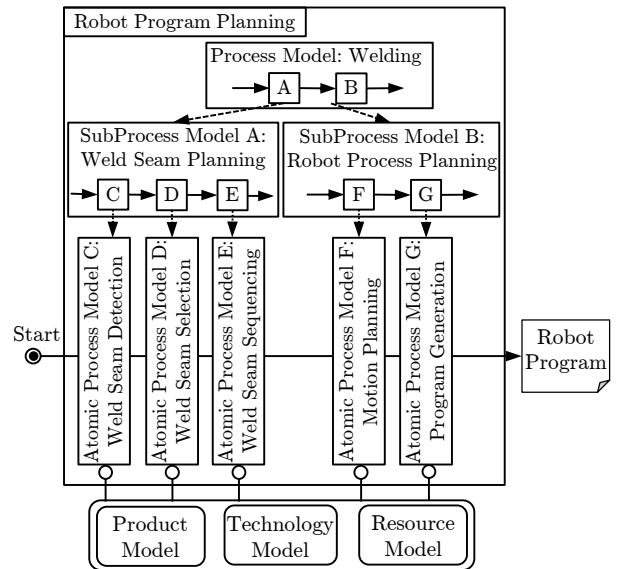 Robot Program Planning
Process Model: Welding
A
B
SubProcess Model A:
Weld Seam Planning
C
D
E
SubProcess Model B:
Robot Process Planning
F
G
Start
Atomic Process Model C:
Weld Seam Detection
Atomic Process Model D:
Weld Seam Selection
Atomic Process Model E:
Weld Seam Sequencing
Atomic Process Model F:
Motion Planning
Atomic Process Model G:
Program Generation
Robot
Program
Product
Model
Technology
Model
Resource
Model